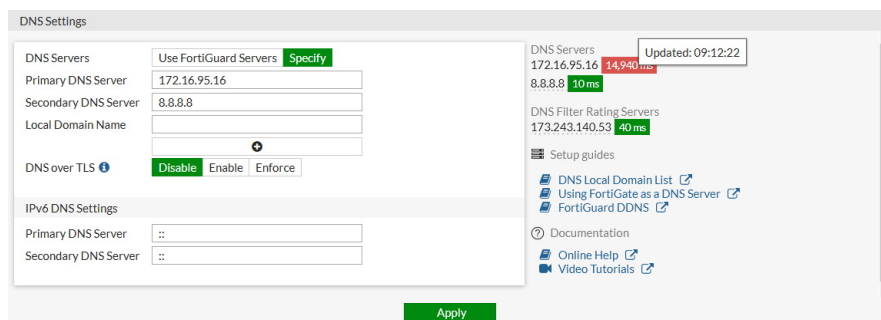 DNS Settings
DNS Servers Use FortiGuard Servers Specify
Primary DNS Server 172.16.95.16
Secondary DNS Server 8.8.8.8
Local Domain Name
DNS over TLS Disable Enable Enforce
IPv6 DNS Settings
Primary DNS Server ::
Secondary DNS Server ::
DNS Servers
Updated: 09:12:22
172.16.95.16 14,940 ms
8.8.8.8 10 ms
DNS Filter Rating Servers
173.243.140.53 40 ms
Setup guides
DNS Local Domain List
Using FortiGate as a DNS Server
FortiGuard DDNS
Documentation
Online Help
Video Tutorials
Apply